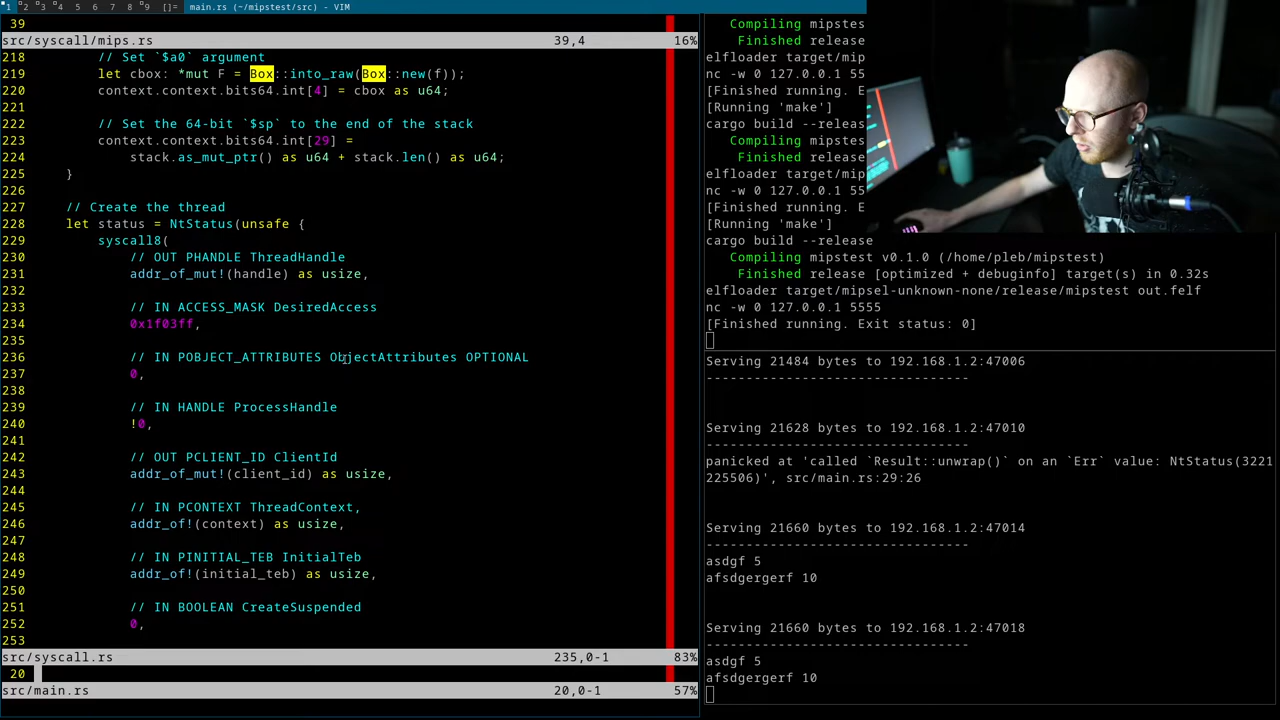 1 2 3 4 5 6 7 8 9 []= main.rs (~/mipstest/src) - VIM
39
src/syscall/mips.rs 39,4 16%
218 // Set `$a0` argument
219 let cbox: *mut F = Box::into_raw(Box::new(f));
220 context.context.bits64.int[4] = cbox as u64;
221
222 // Set the 64-bit `$sp` to the end of the stack
223 context.context.bits64.int[29] =
224 stack.as_mut_ptr() as u64 + stack.len() as u64;
225 }
226
227 // Create the thread
228 let status = NtStatus(unsafe {
229 syscall8(
230 // OUT PHANDLE ThreadHandle
231 addr_of_mut!(handle) as usize,
232
233 // IN ACCESS_MASK DesiredAccess
234 0x1f03ff,
235
236 // IN POBJECT_ATTRIBUTES ObjectAttributes OPTIONAL
237 0,
238
239 // IN HANDLE ProcessHandle
240 !0,
241
242 // OUT PCLIENT_ID ClientId
243 addr_of_mut!(client_id) as usize,
244
245 // IN PCONTEXT ThreadContext,
246 addr_of!(context) as usize,
247
248 // IN PINITIAL_TEB InitialTeb
249 addr_of!(initial_teb) as usize,
250
251 // IN BOOLEAN CreateSuspended
252 0,
253
src/syscall.rs 235,0-1 83%
20
src/main.rs 20,0-1 57%
Compiling mipstes
Finished release
elfloader target/mip
nc -w 0 127.0.0.1 55
[Finished running. E
[Running 'make']
cargo build --releas
Compiling mipstes
Finished release
elfloader target/mip
nc -w 0 127.0.0.1 55
[Finished running. E
[Running 'make']
cargo build --release
Compiling mipstest v0.1.0 (/home/pleb/mipstest)
Finished release [optimized + debuginfo] target(s) in 0.32s
elfloader target/mipsel-unknown-none/release/mipstest out.felf
nc -w 0 127.0.0.1 5555
[Finished running. Exit status: 0]
Serving 21484 bytes to 192.168.1.2:47006
---------------------------------
Serving 21628 bytes to 192.168.1.2:47010
---------------------------------
panicked at 'called `Result::unwrap()` on an `Err` value: NtStatus(3221
225506)', src/main.rs:29:26
Serving 21660 bytes to 192.168.1.2:47014
---------------------------------
asdgf 5
afsdgergerf 10
Serving 21660 bytes to 192.168.1.2:47018
---------------------------------
asdgf 5
afsdgergerf 10